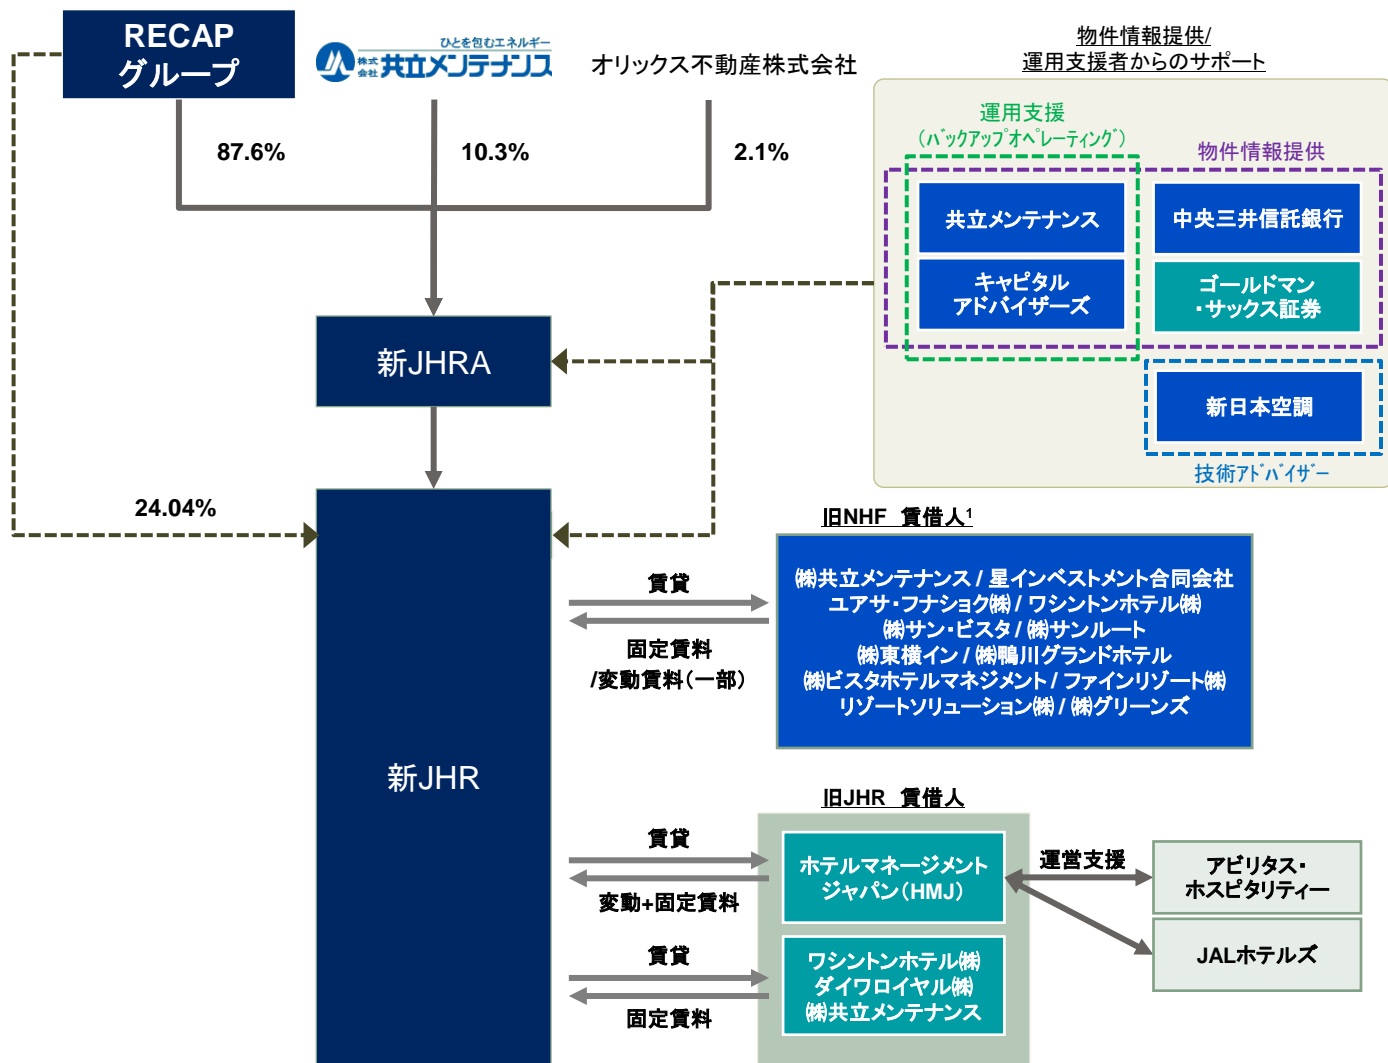 RECAP
グループ
ひとを包むエネルギー
株式
会社
共立メンテナンス
オリックス不動産株式会社
物件情報提供/
運用支援者からのサポート
87.6%
10.3%
2.1%
運用支援
(ﾊﾞｯｸｱｯﾌﾟｵﾍﾟﾚｰﾃｨﾝｸﾞ)
物件情報提供
共立メンテナンス
中央三井信託銀行
キャピタル
アドバイザーズ
ゴールドマン
・サックス証券
新日本空調
技術ｱﾄﾞﾊﾞｲｻﾞｰ
新JHRA
24.04%
新JHR
旧NHF 賃借人¹
㈱共立メンテナンス / 星インベストメント合同会社
ユアサ・フナショク㈱ / ワシントンホテル㈱
㈱サン・ビスタ / ㈱サンルート
㈱東横イン / ㈱鴨川グランドホテル
㈱ビスタホテルマネジメント / ファインリゾート㈱
リゾートソリューション㈱ / ㈱グリーンズ
賃貸
固定賃料
/変動賃料(一部)
旧JHR 賃借人
賃貸
変動+固定賃料
ホテルマネージメント
ジャパン(HMJ)
運営支援
アビリタス・
ホスピタリティー
JALホテルズ
賃貸
固定賃料
ワシントンホテル㈱
ダイワロイヤル㈱
㈱共立メンテナンス